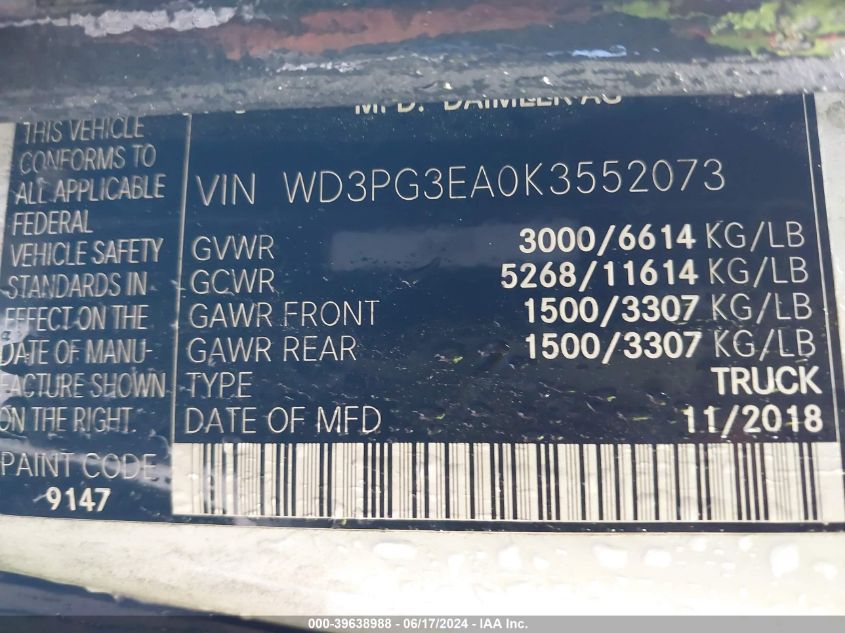 MFD. DAIMLER AG
THIS VEHICLE
CONFORMS TO
ALL APPLICABLE
FEDERAL
VEHICLE SAFETY
STANDARDS IN
EFFECT ON THE
DATE OF MANU-
FACTURE SHOWN
ON THE RIGHT.
PAINT CODE
9147
VIN WD3PG3EA0K3552073
GVWR 3000/6614 KG/LB
GCWR 5268/11614 KG/LB
GAWR FRONT 1500/3307 KG/LB
GAWR REAR 1500/3307 KG/LB
TYPE TRUCK
DATE OF MFD 11/2018
000-39638988 - 06/17/2024 - IAA Inc.